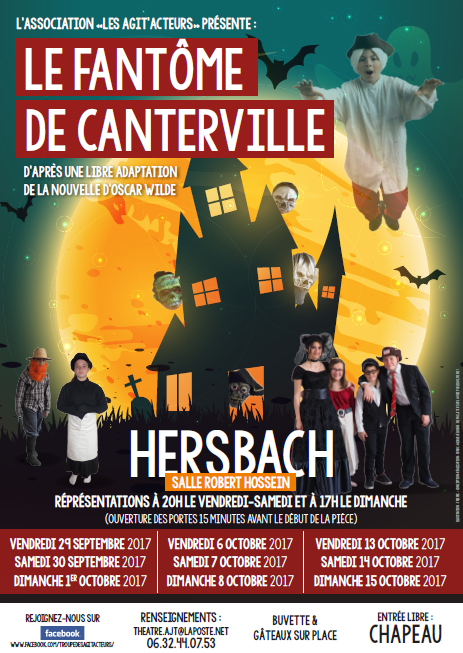 L'ASSOCIATION «LES AGIT'ACTEURS» PRÉSENTE :
LE FANTÔME
DE CANTERVILLE
D'APRÈS UNE LIBRE ADAPTATION
DE LA NOUVELLE D'OSCAR WILDE
HERSBACH
SALLE ROBERT HOSSEIN
RÉPRÉSENTATIONS À 20H LE VENDREDI-SAMEDI ET À 17H LE DIMANCHE
(OUVERTURE DES PORTES 15 MINUTES AVANT LE DÉBUT DE LA PIÈCE)
VENDREDI 29 SEPTEMBRE 2017
SAMEDI 30 SEPTEMBRE 2017
DIMANCHE 1ER OCTOBRE 2017
VENDREDI 6 OCTOBRE 2017
SAMEDI 7 OCTOBRE 2017
DIMANCHE 8 OCTOBRE 2017
VENDREDI 13 OCTOBRE 2017
SAMEDI 14 OCTOBRE 2017
DIMANCHE 15 OCTOBRE 2017
REJOIGNEZ-NOUS SUR
facebook
WWW.FACEBOOK.COM/TROUPEDESAGITACTEURS/
RENSEIGNEMENTS :
THEATRE.AJT@LAPOSTE.NET
06.32.44.07.53
BUVETTE &
GÂTEAUX SUR PLACE
ENTRÉE LIBRE :
CHAPEAU